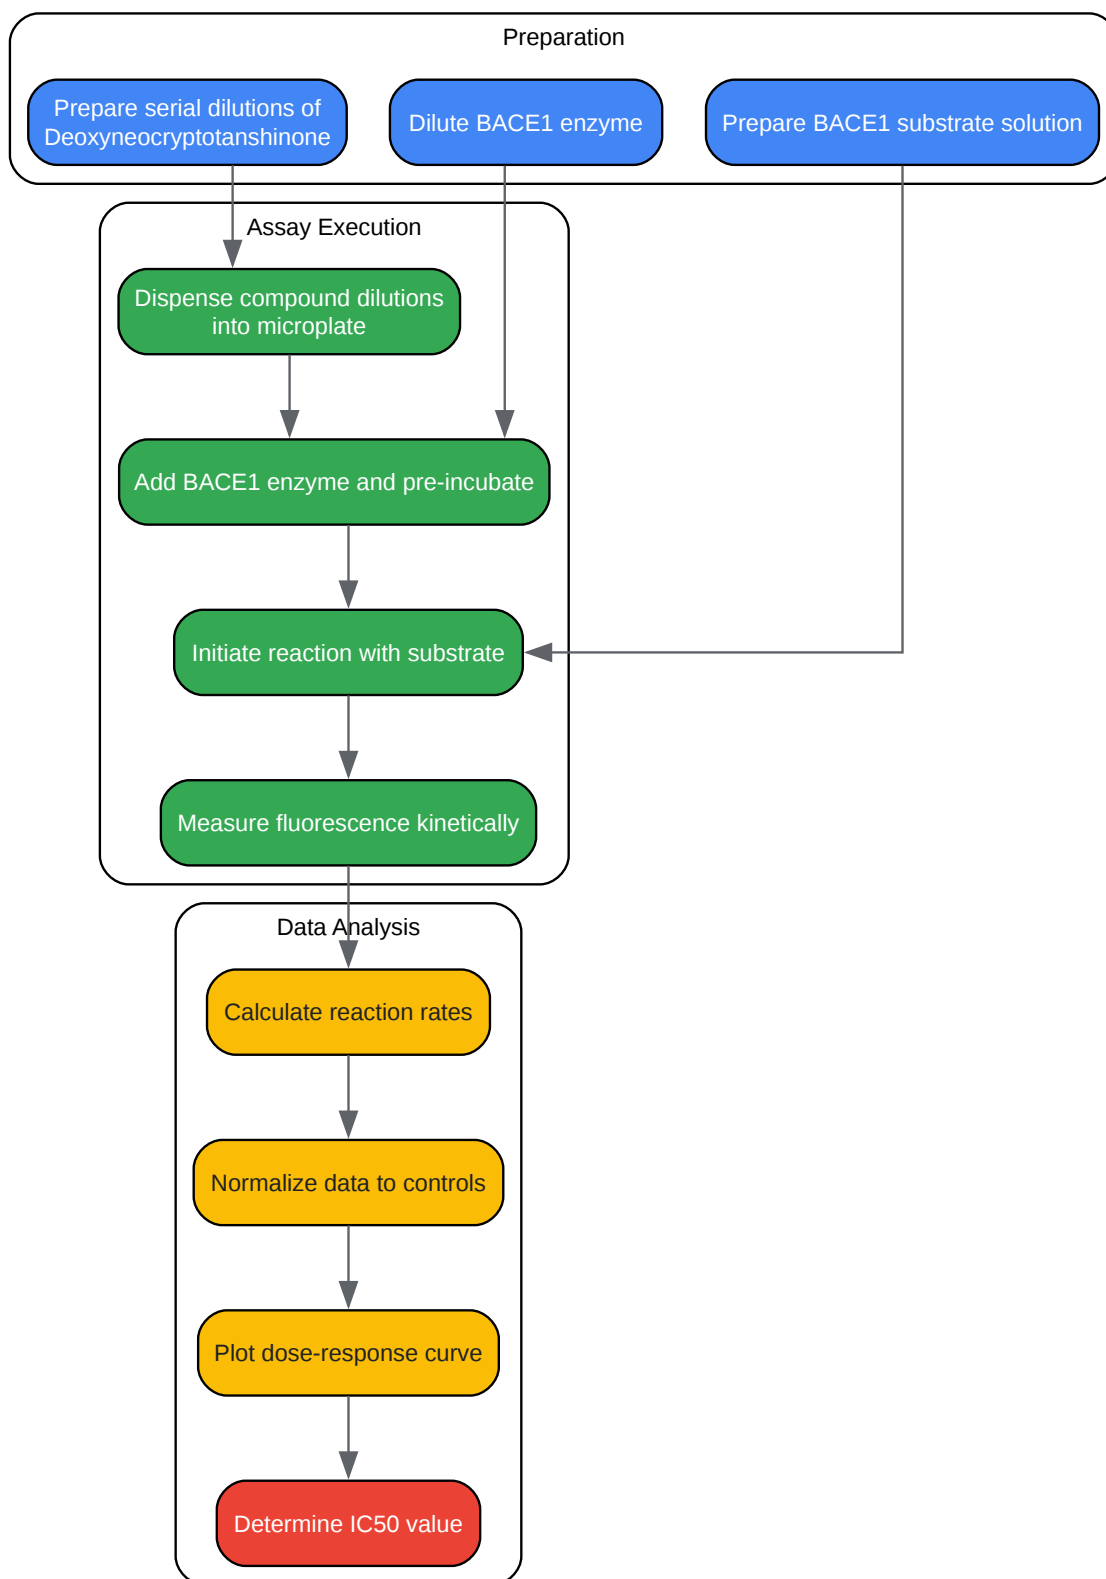 Preparation
Prepare serial dilutions of
Deoxyneocryptotanshinone
Dilute BACE1 enzyme
Prepare BACE1 substrate solution
Assay Execution
Dispense compound dilutions
into microplate
Add BACE1 enzyme and pre-incubate
Initiate reaction with substrate
Measure fluorescence kinetically
Data Analysis
Calculate reaction rates
Normalize data to controls
Plot dose-response curve
Determine IC50 value